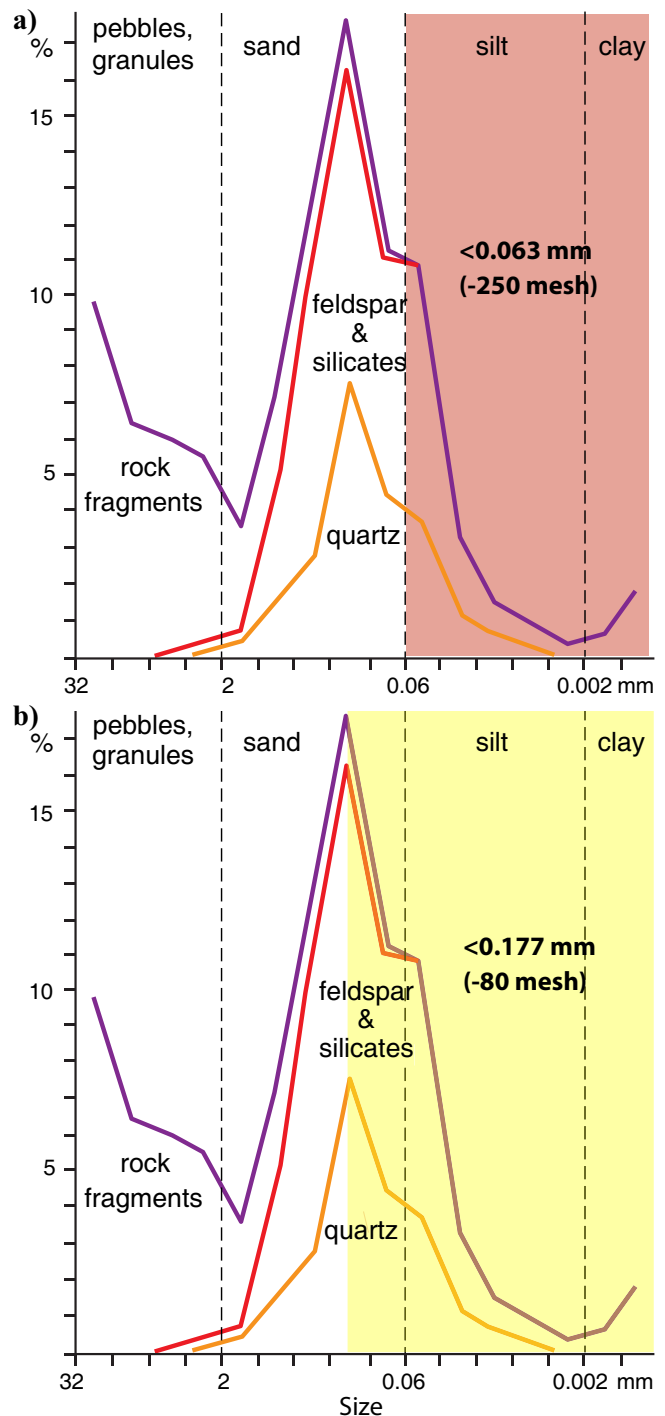 a)
%
pebbles,
granules
sand
silt
clay
15
10
5
<0.063 mm
(-250 mesh)
feldspar
&
silicates
rock
fragments
quartz
32
2
0.06
0.002 mm
b)
%
pebbles,
granules
sand
silt
clay
15
10
5
<0.177 mm
(-80 mesh)
feldspar
&
silicates
rock
fragments
quartz
32
2
0.06
0.002 mm
Size